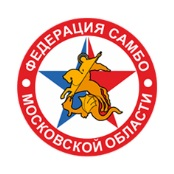 ФЕДЕРАЦИЯ САМБО
МОСКОВСКОЙ ОБЛАСТИ